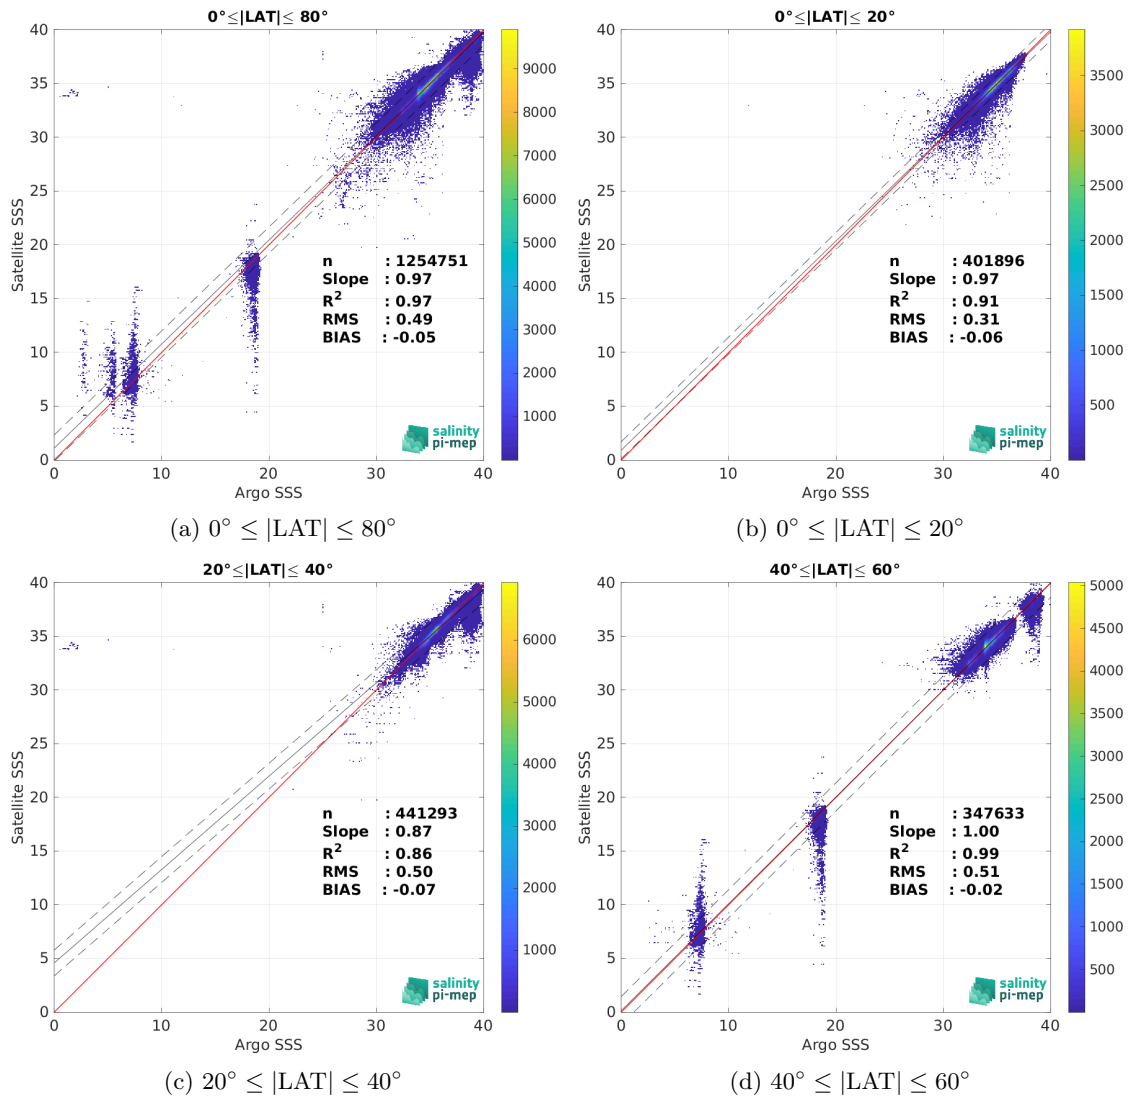 0°≤|LAT|≤ 80°
Satellite SSS
40
35
30
25
20
15
10
5
0
0
10
20
30
40
Argo SSS
n : 1254751
Slope : 0.97
R² : 0.97
RMS : 0.49
BIAS : -0.05
salinity
pi-mep
9000
8000
7000
6000
5000
4000
3000
2000
1000
(a) 0° ≤ |LAT| ≤ 80°
0°≤|LAT|≤ 20°
Satellite SSS
40
35
30
25
20
15
10
5
0
0
10
20
30
40
Argo SSS
n : 401896
Slope : 0.97
R² : 0.91
RMS : 0.31
BIAS : -0.06
salinity
pi-mep
3500
3000
2500
2000
1500
1000
500
(b) 0° ≤ |LAT| ≤ 20°
20°≤|LAT|≤ 40°
Satellite SSS
40
35
30
25
20
15
10
5
0
0
10
20
30
40
Argo SSS
n : 441293
Slope : 0.87
R² : 0.86
RMS : 0.50
BIAS : -0.07
salinity
pi-mep
6000
5000
4000
3000
2000
1000
(c) 20° ≤ |LAT| ≤ 40°
40°≤|LAT|≤ 60°
Satellite SSS
40
35
30
25
20
15
10
5
0
0
10
20
30
40
Argo SSS
n : 347633
Slope : 1.00
R² : 0.99
RMS : 0.51
BIAS : -0.02
salinity
pi-mep
5000
4500
4000
3500
3000
2500
2000
1500
1000
500
(d) 40° ≤ |LAT| ≤ 60°